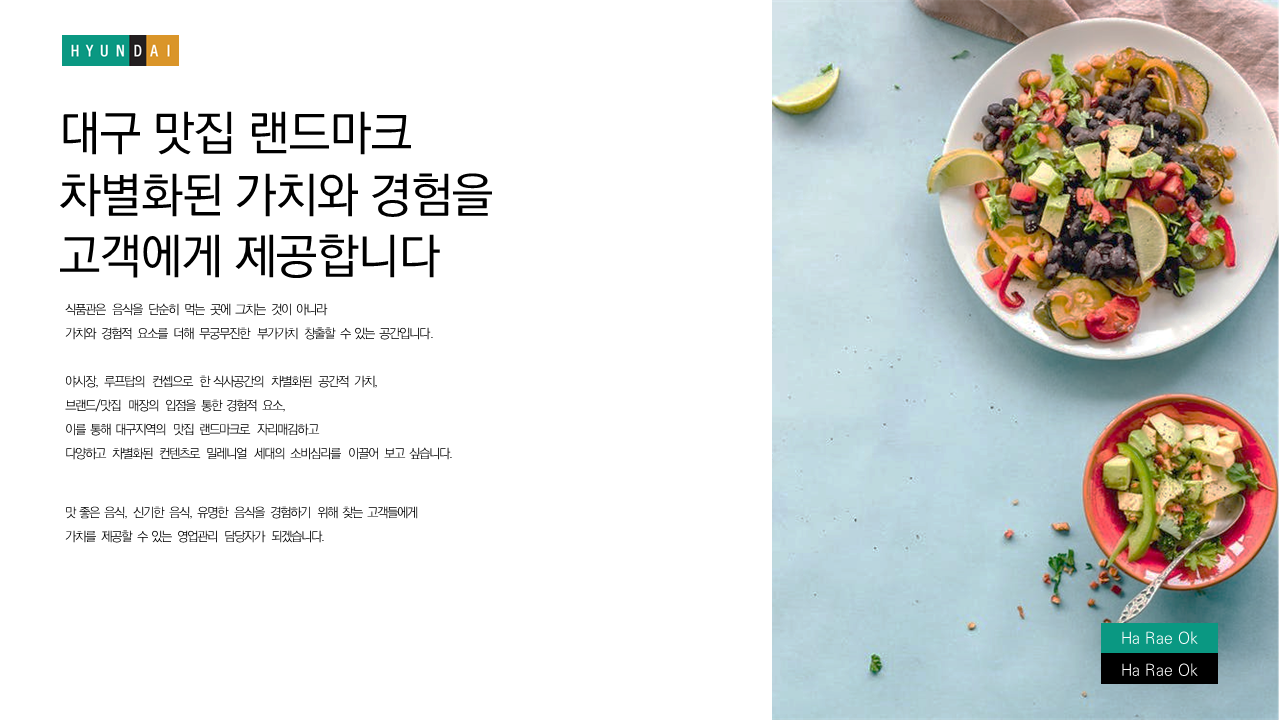 HYUNDAI
대구 맛집 랜드마크
차별화된 가치와 경험을
고객에게 제공합니다
식품관은 음식을 단순히 먹는 곳에 그치는 것이 아니라
가치와 경험적 요소를 더해 무궁무진한 부가가치 창출할 수 있는 공간입니다.
야시장, 루프탑의 컨셉으로 한 식사공간의 차별화된 공간적 가치,
브랜드/맛집 매장의 입점을 통한 경험적 요소,
이를 통해 대구지역의 맛집 랜드마크로 자리매김하고
다양하고 차별화된 컨텐츠로 밀레니얼 세대의 소비심리를 이끌어 보고 싶습니다.
맛 좋은 음식, 신기한 음식, 유명한 음식을 경험하기 위해 찾는 고객들에게
가치를 제공할 수 있는 영업관리 담당자가 되겠습니다.
Ha Rae Ok
Ha Rae Ok